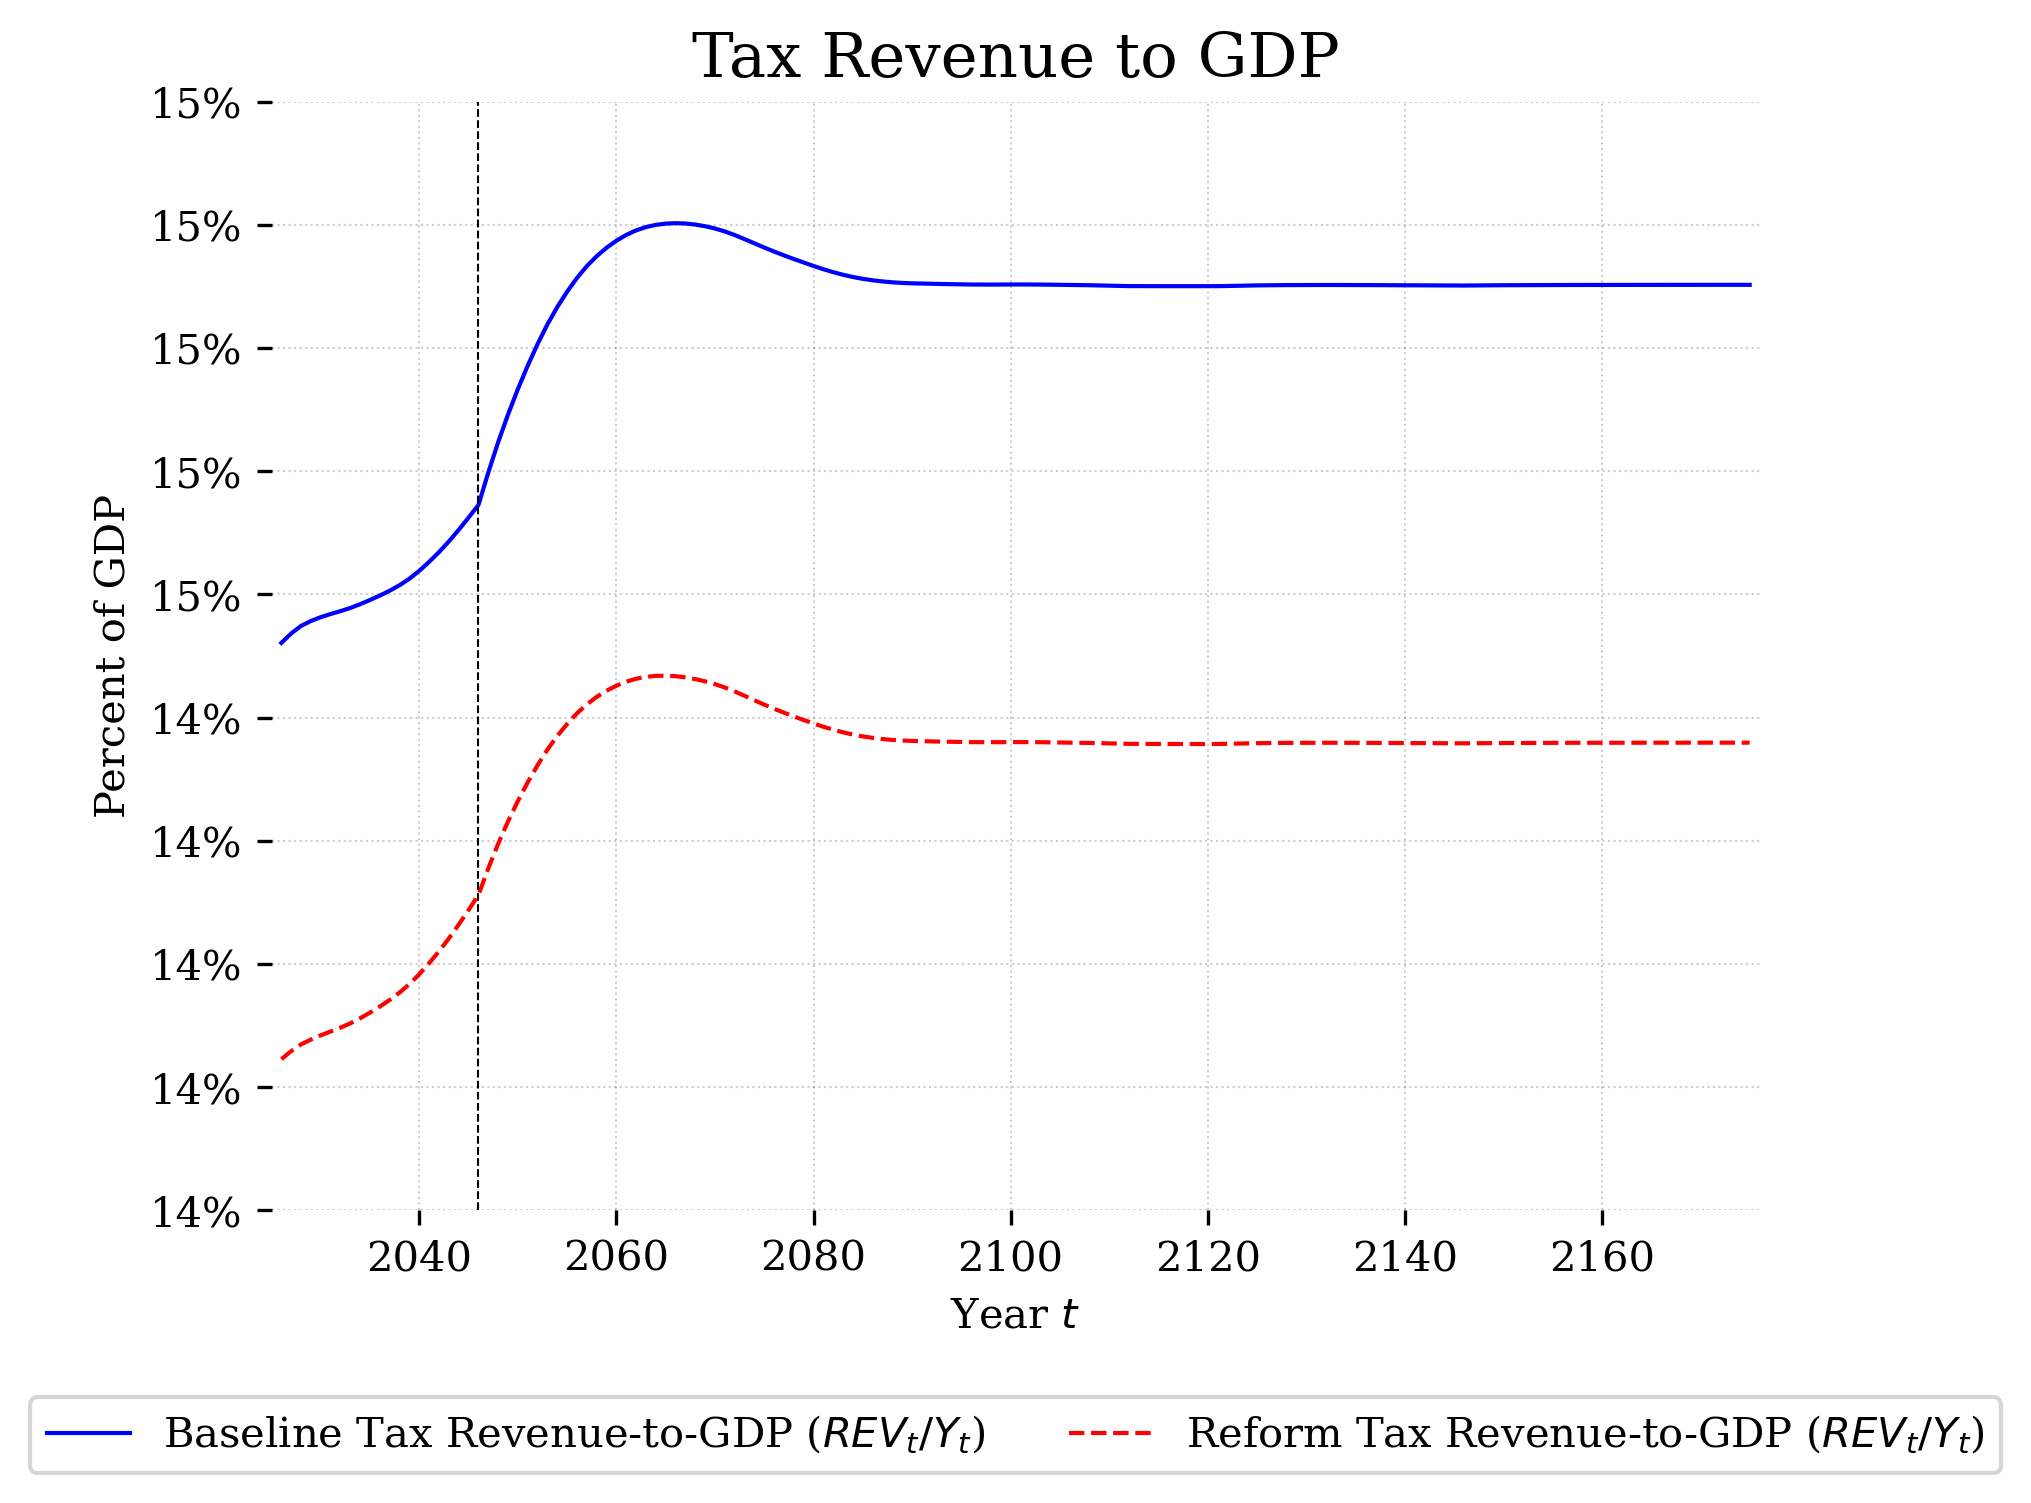 Tax Revenue to GDP
15%
15%
15%
15%
15%
14%
14%
14%
14%
14%
Percent of GDP
2040 2060 2080 2100 2120 2140 2160
Year t
Baseline Tax Revenue-to-GDP (REVₜ/Yₜ) Reform Tax Revenue-to-GDP (REVₜ/Yₜ)